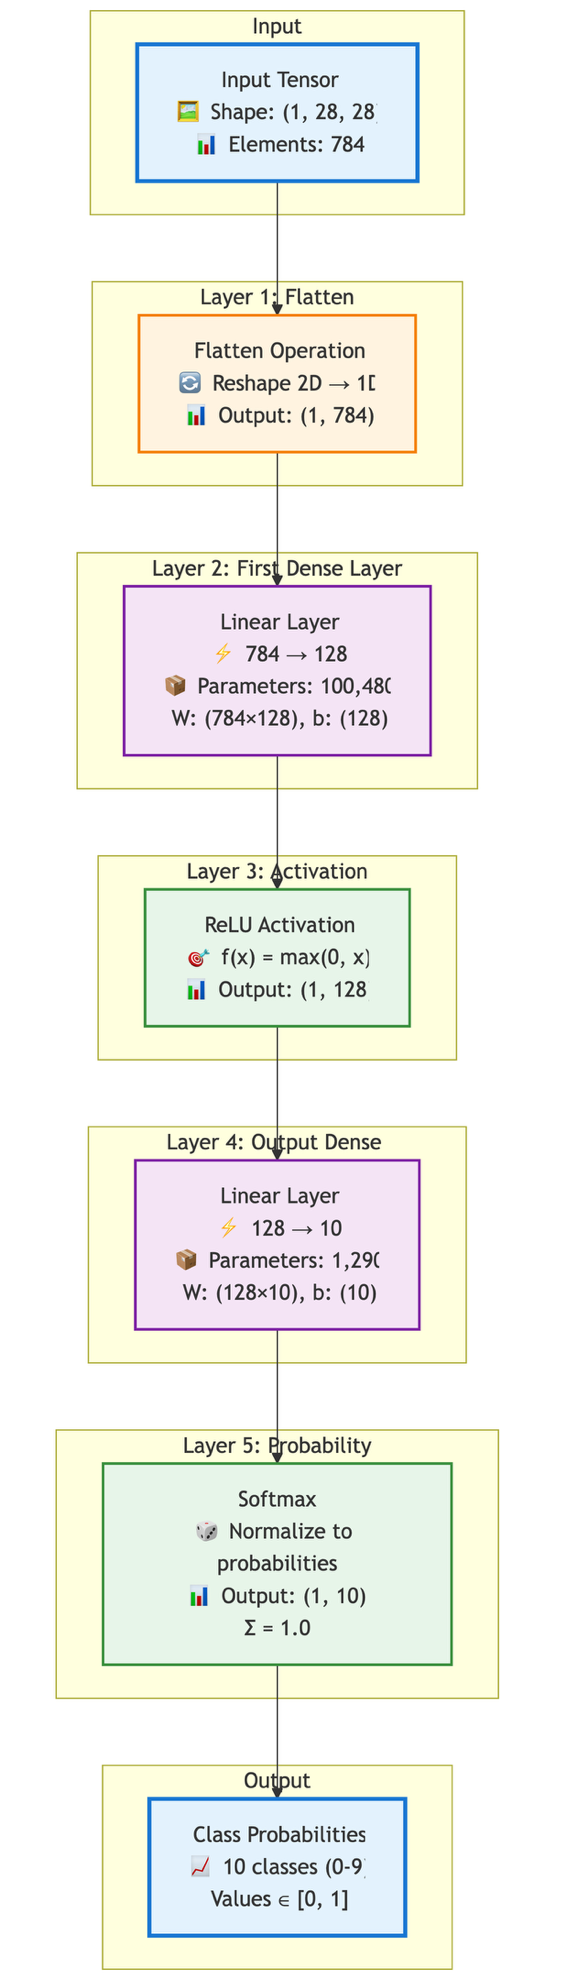 Input
Input Tensor
🖼️ Shape: (1, 28, 28
📊 Elements: 784
Layer 1: Flatten
Flatten Operation
🔄 Reshape 2D → 1D
📊 Output: (1, 784)
Layer 2: First Dense Layer
Linear Layer
⚡ 784 → 128
📦 Parameters: 100,480
W: (784×128), b: (128)
Layer 3: Activation
ReLU Activation
🎯 f(x) = max(0, x)
📊 Output: (1, 128
Layer 4: Output Dense
Linear Layer
⚡ 128 → 10
📦 Parameters: 1,290
W: (128×10), b: (10)
Layer 5: Probability
Softmax
🎲 Normalize to
probabilities
📊 Output: (1, 10)
Σ = 1.0
Output
Class Probabilities
📈 10 classes (0-9)
Values ∈ [0, 1]